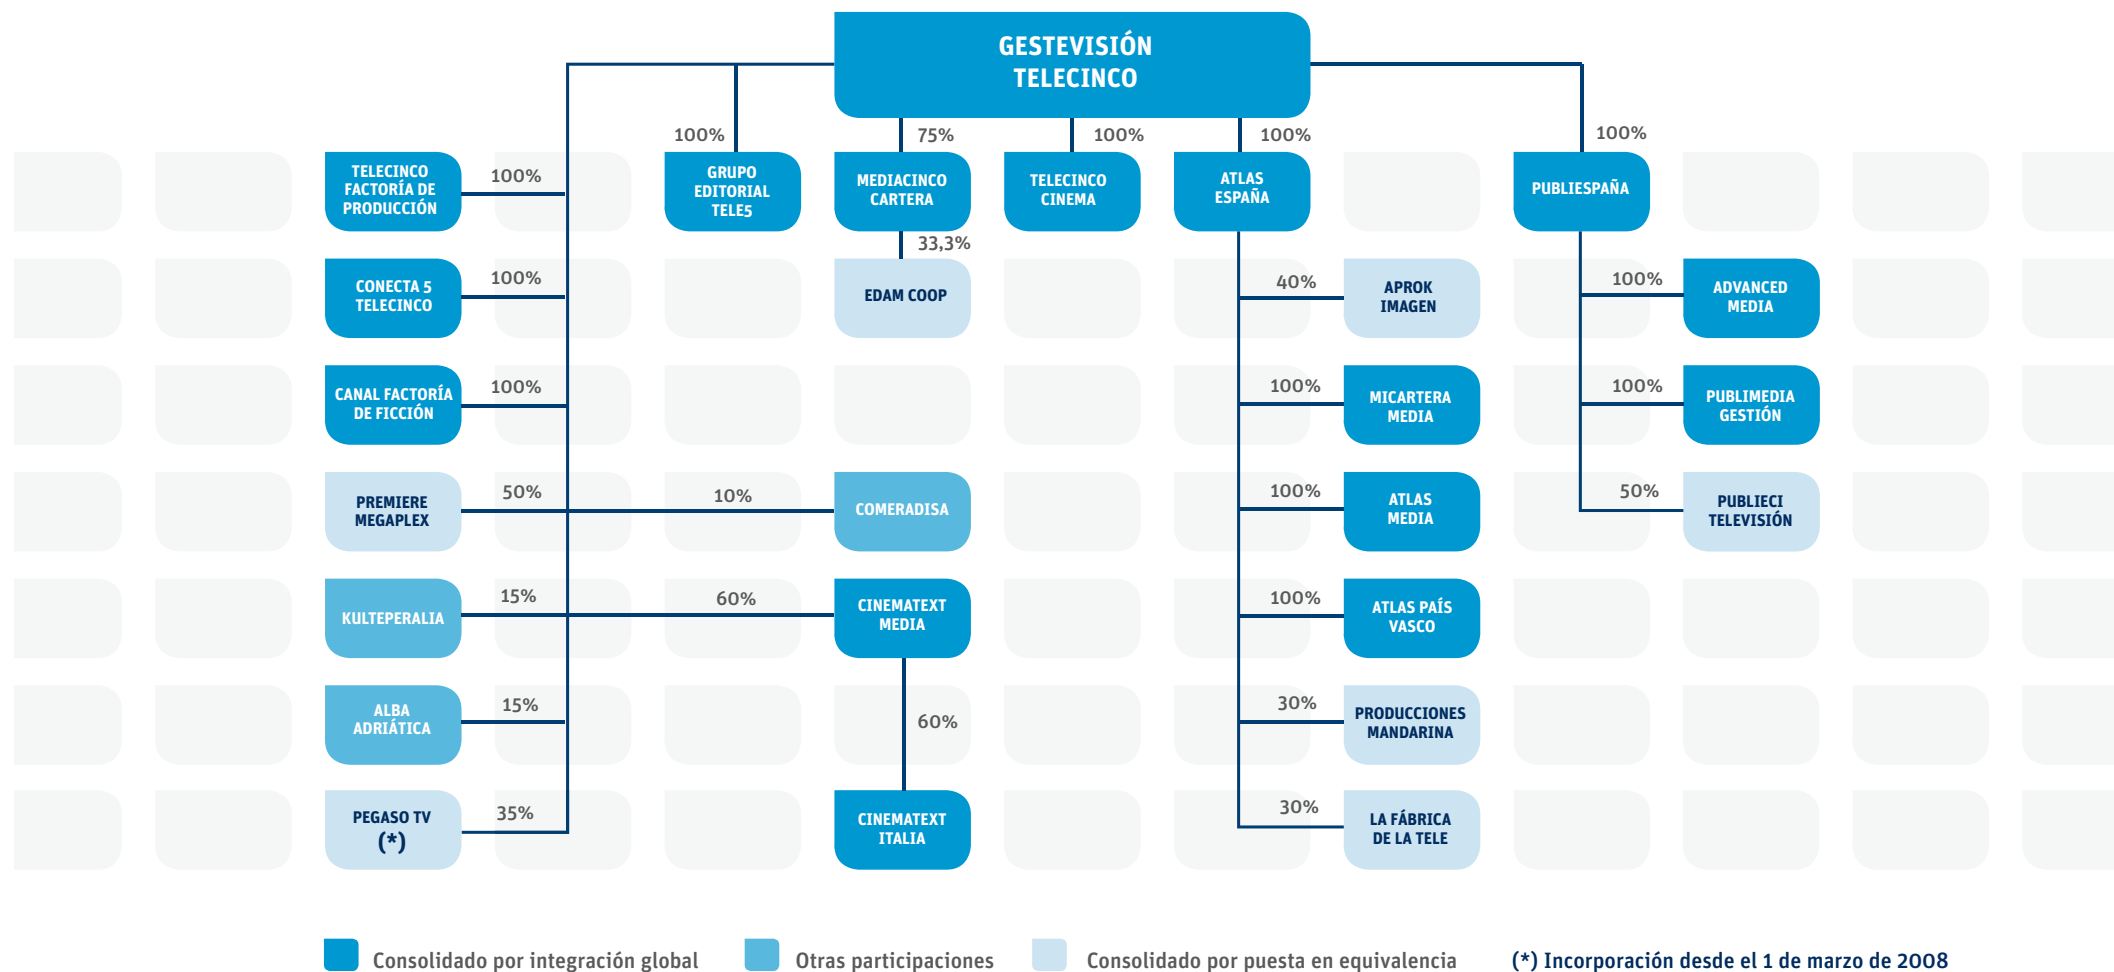 GESTEVISIÓN
TELECINCO
100%
75%
100%
100%
100%
TELECINCO
FACTORÍA DE
PRODUCCIÓN
100%
GRUPO
EDITORIAL
TELE5
MEDIACINCO
CARTERA
TELECINCO
CINEMA
ATLAS
ESPAÑA
PUBLIESPAÑA
33,3%
CONECTA 5
TELECINCO
100%
EDAM COOP
40%
APROK
IMAGEN
100%
ADVANCED
MEDIA
CANAL FACTORÍA
DE FICCIÓN
100%
100%
MICARTERA
MEDIA
100%
PUBLIMEDIA
GESTIÓN
PREMIERE
MEGAPLEX
50%
10%
COMERADISA
100%
ATLAS
MEDIA
50%
PUBLIECI
TELEVISIÓN
KULTEPERALIA
15%
60%
CINEMATEXT
MEDIA
100%
ATLAS PAÍS
VASCO
ALBA
ADRIÁTICA
15%
60%
30%
PRODUCCIONES
MANDARINA
PEGASO TV
(*)
35%
CINEMATEXT
ITALIA
30%
LA FÁBRICA
DE LA TELE
Consolidado por integración global
Otras participaciones
Consolidado por puesta en equivalencia
(*) Incorporación desde el 1 de marzo de 2008